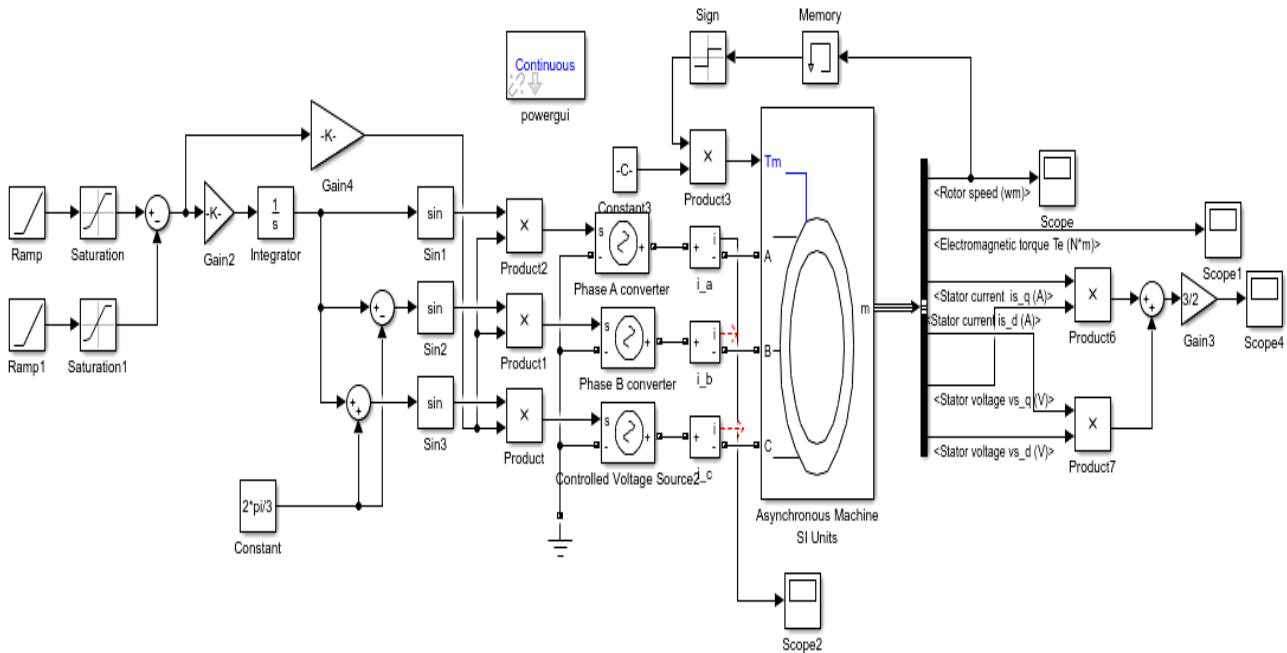 Sign
Memory
Continuous
powergui
-K-
Gain4
Tm
-C-
×
Product3
Constant3
<Rotor speed (wm)>
Scope
Ramp
Saturation
+
-
-K-
Gain2
1
s
Integrator
sin
Sin1
×
Product2
s
-
+
Phase A converter
+
-
i
i_a
A
<Electromagnetic torque Te (N*m)>
Scope1
<Stator current is_q (A)>
<Stator current is_d (A)>
×
Product6
+
+
3/2
Gain3
Scope4
m
Ramp1
Saturation1
+
-
sin
Sin2
×
Product1
s
-
+
Phase B converter
+
-
i
i_b
B
+
+
sin
Sin3
×
Product
s
-
+
Controlled Voltage Source2
+
-
i
i_c
C
<Stator voltage vs_q (V)>
<Stator voltage vs_d (V)>
×
Product7
2*pi/3
Constant
Asynchronous Machine
SI Units
Scope2